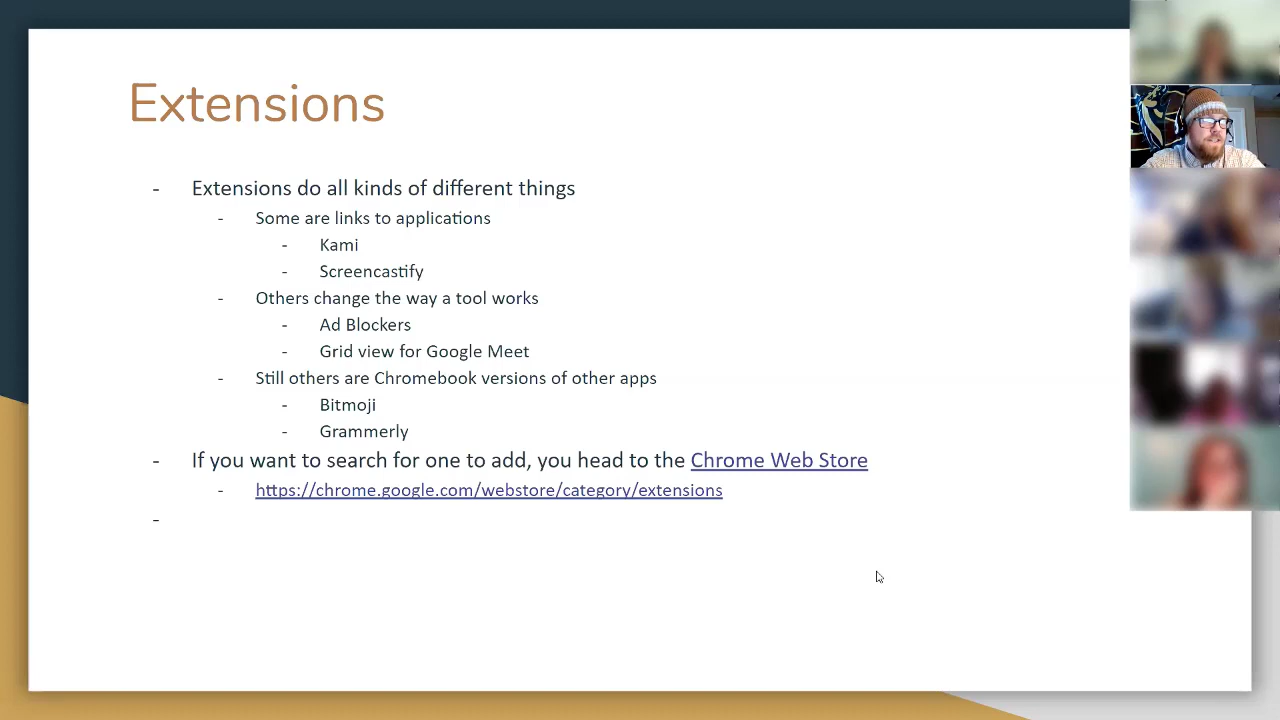 Extensions
- Extensions do all kinds of different things
- Some are links to applications
- Kami
- Screencastify
- Others change the way a tool works
- Ad Blockers
- Grid view for Google Meet
- Still others are Chromebook versions of other apps
- Bitmoji
- Grammerly
- If you want to search for one to add, you head to the Chrome Web Store
- https://chrome.google.com/webstore/category/extensions
-